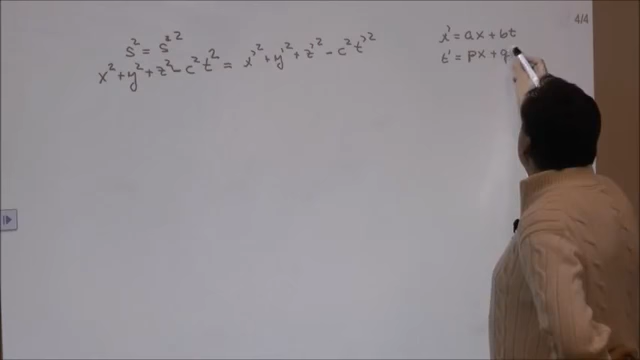 s² = s'²
x² + y² + z² - c²t² = x'² + y'² + z'² - c²t'²
x' = ax + bt
t' = px + q
4/4